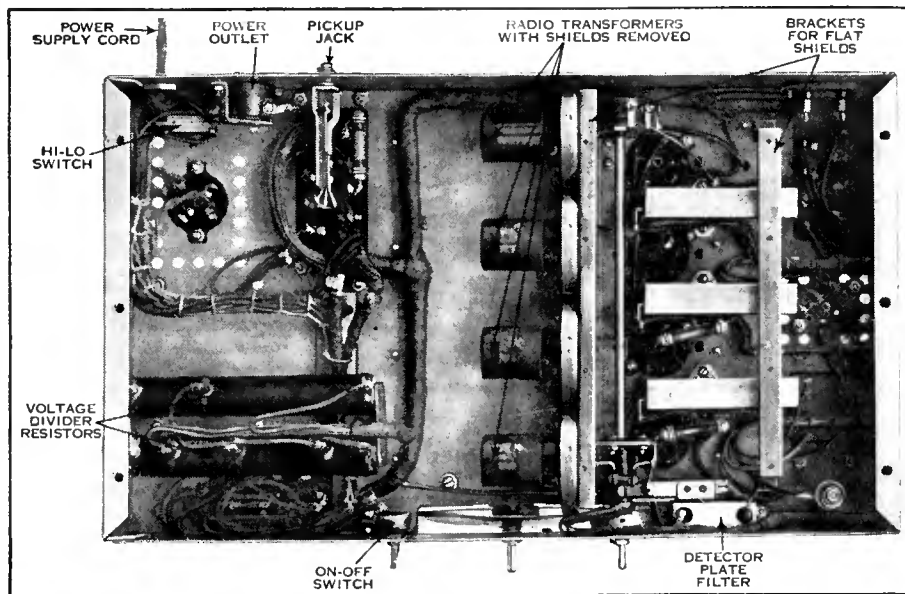 POWER
SUPPLY CORD
POWER
OUTLET
PICKUP
JACK
RADIO TRANSFORMERS
WITH SHIELDS REMOVED
BRACKETS
FOR FLAT
SHIELDS
HI-LO
SWITCH
VOLTAGE
DIVIDER
RESISTORS
ON-OFF
SWITCH
DETECTOR
PLATE
FILTER